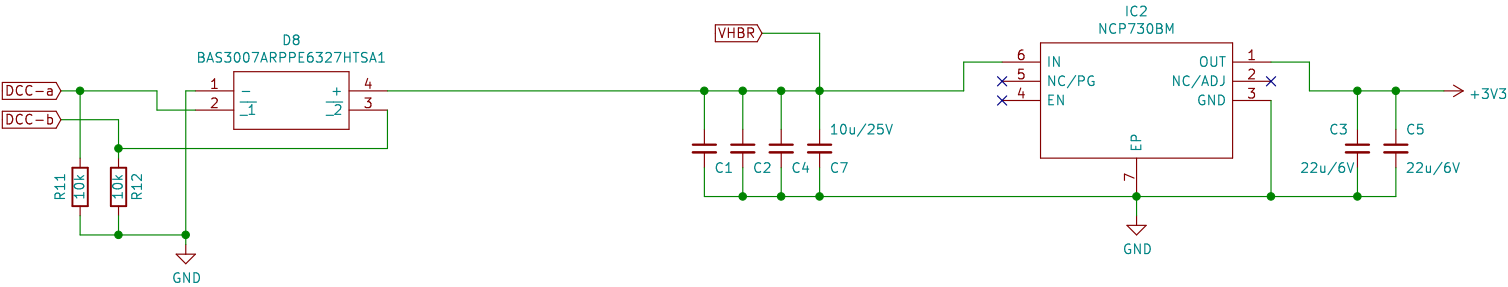 IC2
NCP730BM
VHBR
D8
BAS3007ARPPE6327HTSA1
DCC-a
DCC-b
1
2
-
_1
+
_2
4
3
6
5
4
IN
NC/PG
EN
OUT
NC/ADJ
GND
1
2
3
EP
7
+3V3
10u/25V
C1
C2
C4
C7
C3
22u/6V
C5
22u/6V
R11
10k
10k
R12
GND
GND